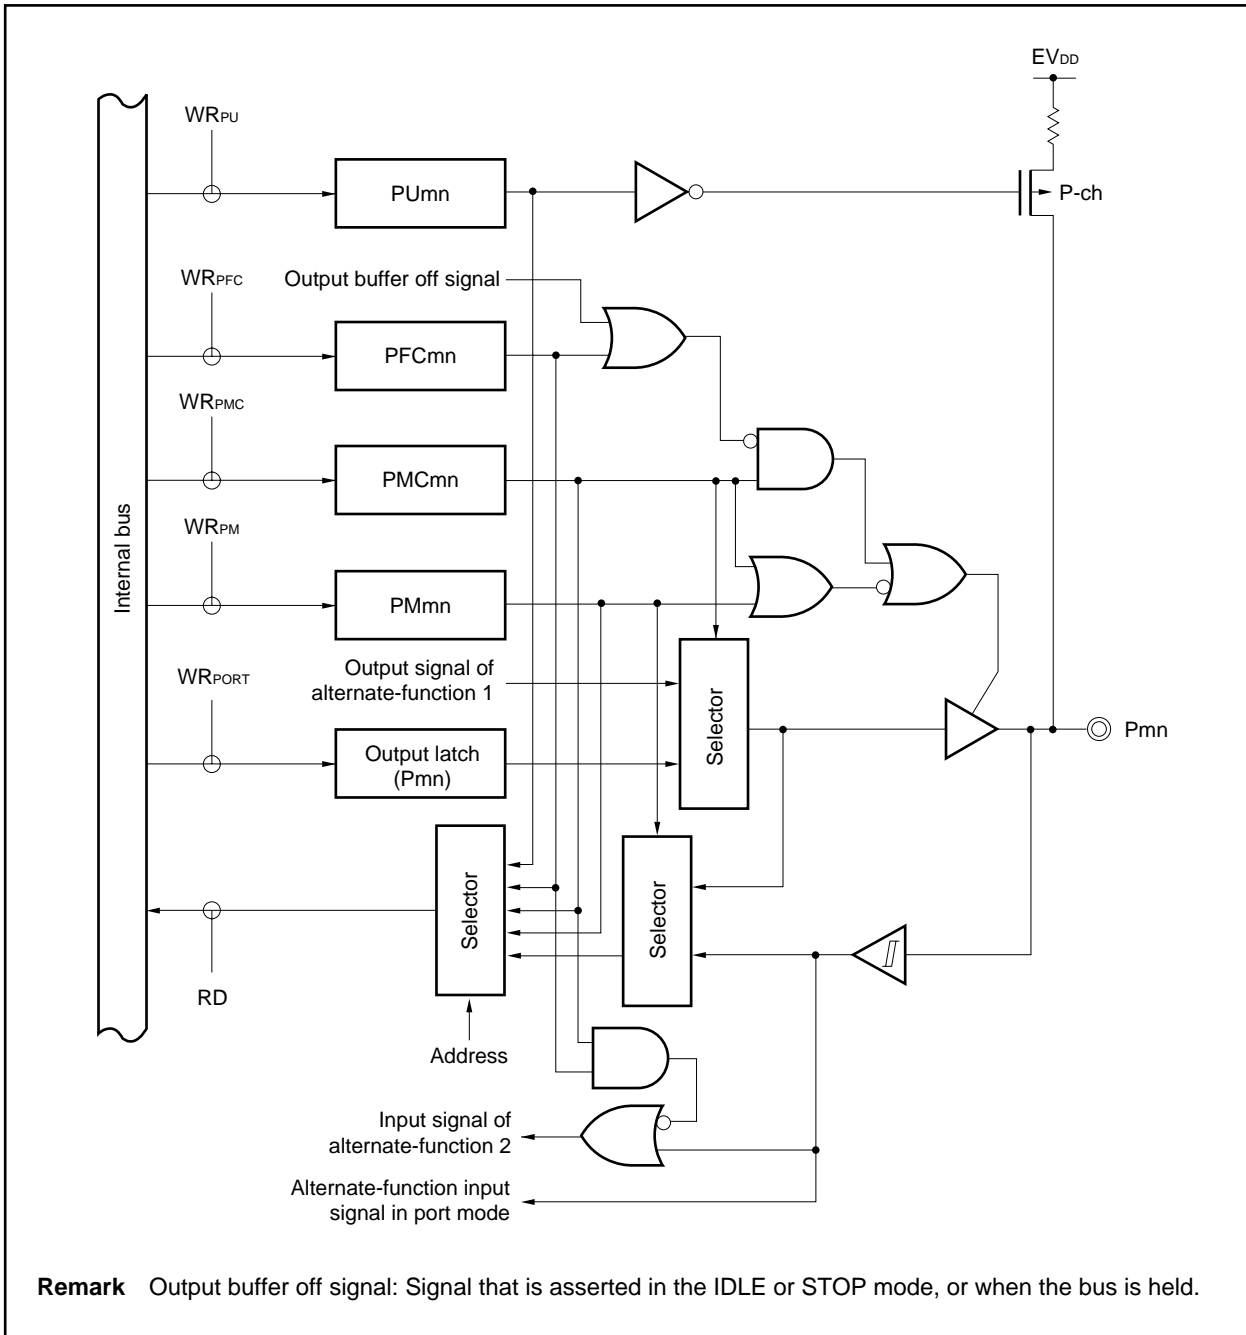 EVDD
WRPU
PUmn
P-ch
WRPFC
Output buffer off signal
PFCmn
WRPMC
PMCmn
WRPM
Internal bus
PMmn
WRPORT
Output signal of
alternate-function 1
Selector
Output latch
(Pmn)
Pmn
Selector
Selector
RD
Address
Input signal of
alternate-function 2
Alternate-function input
signal in port mode
Remark Output buffer off signal: Signal that is asserted in the IDLE or STOP mode, or when the bus is held.